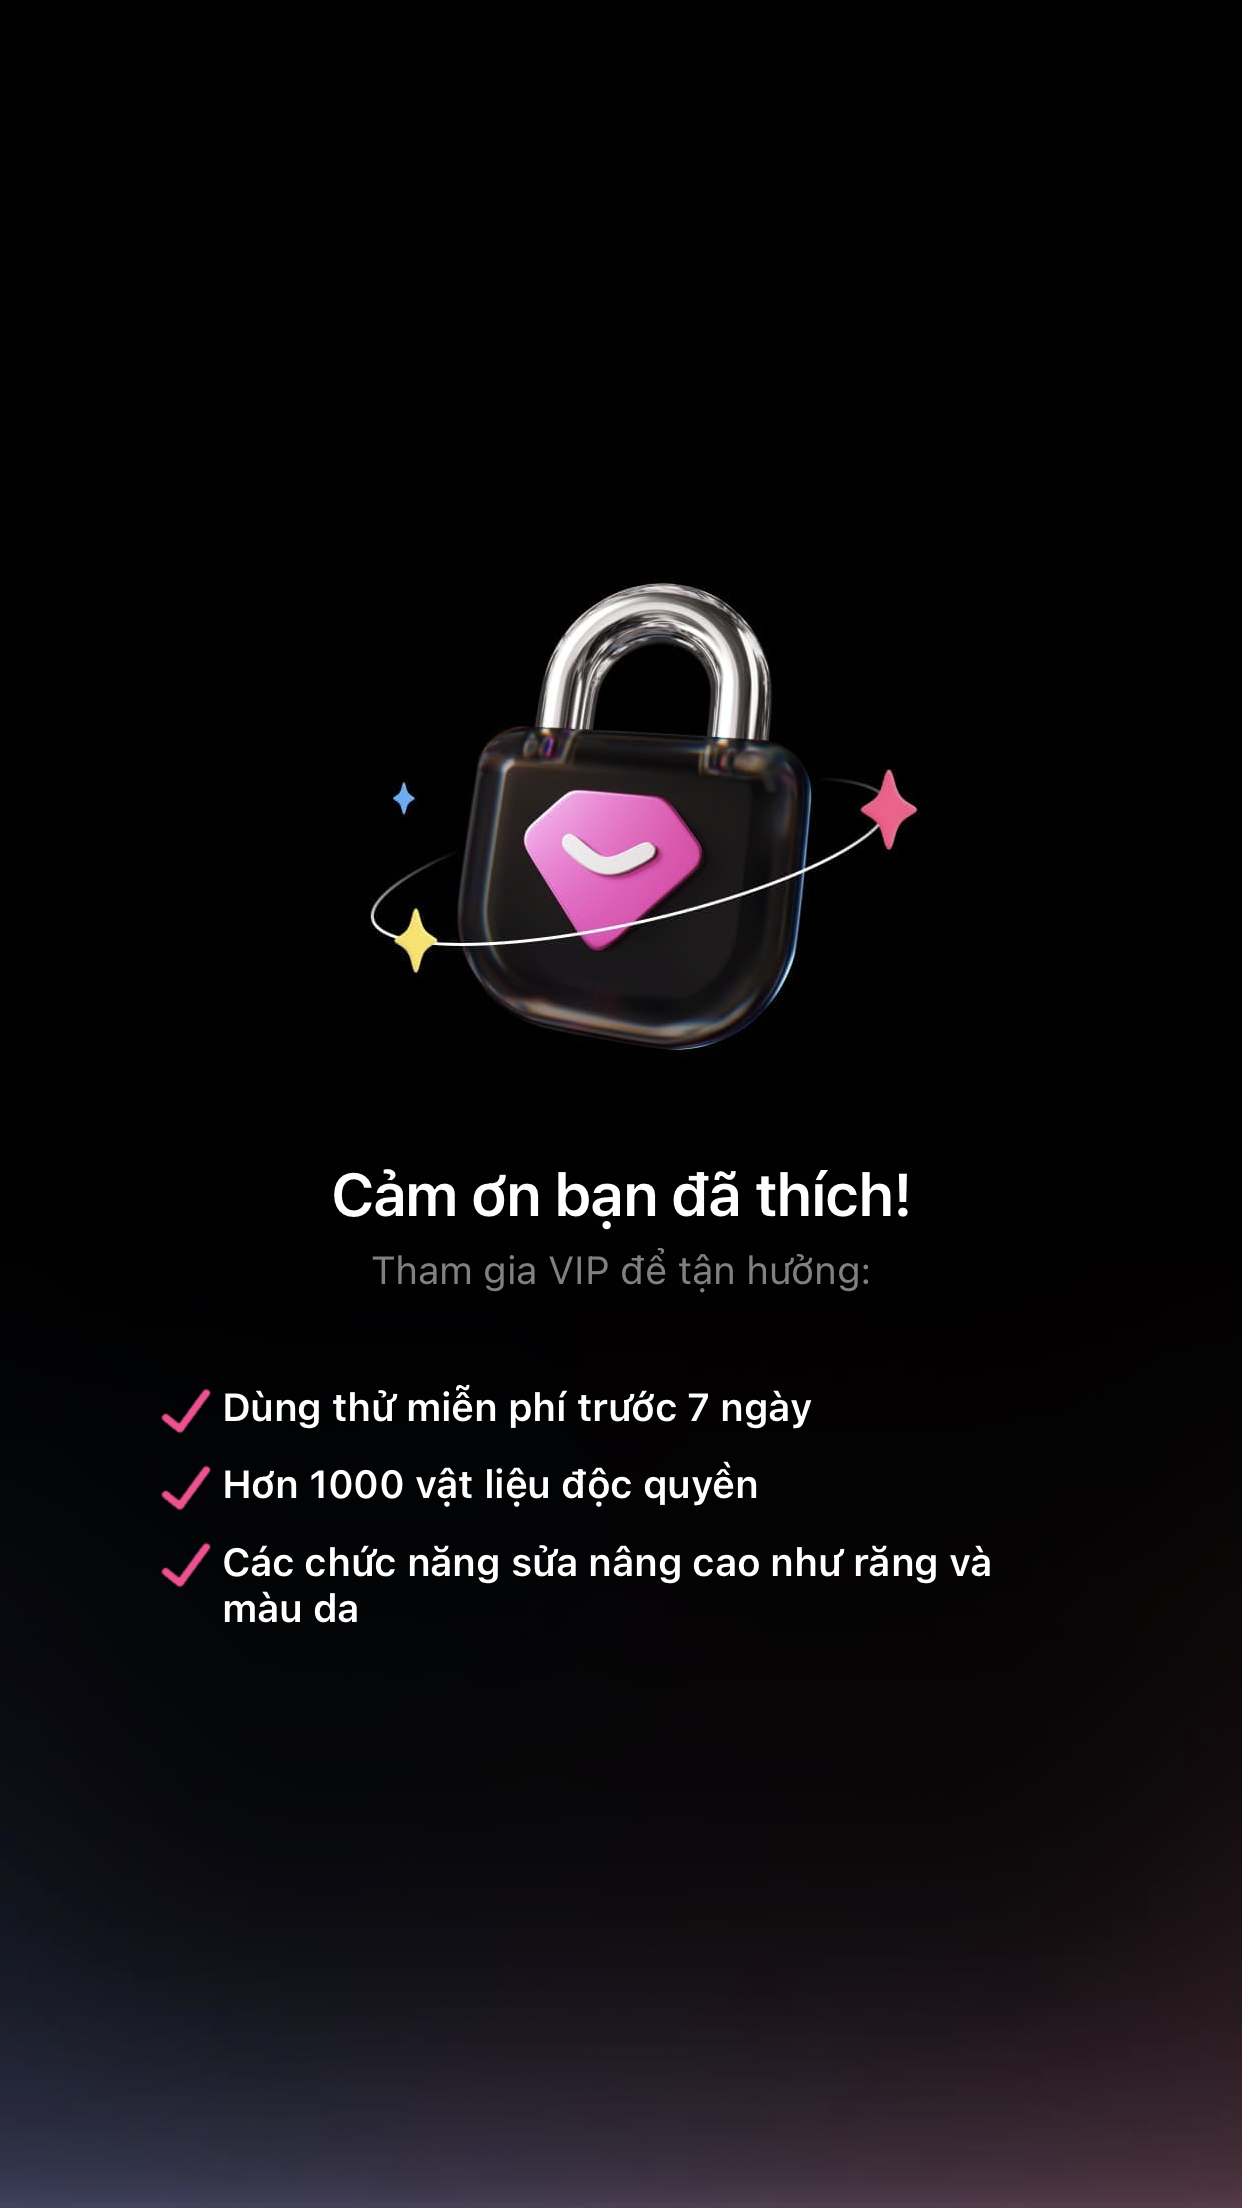 Cảm ơn bạn đã thích!
Tham gia VIP để tận hưởng:
Dùng thử miễn phí trước 7 ngày
Hơn 1000 vật liệu độc quyền
Các chức năng sửa nâng cao như răng và
màu da